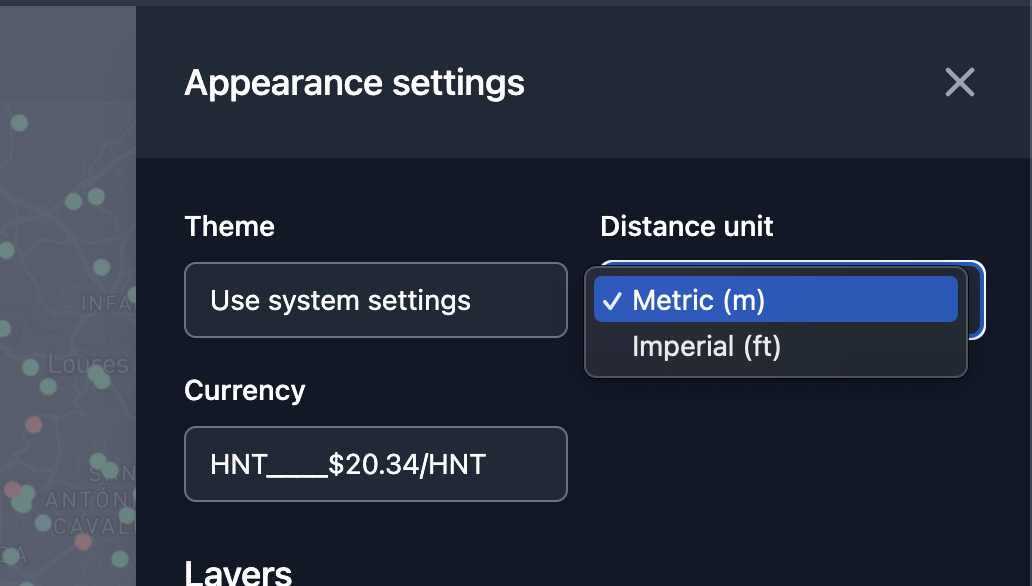 Appearance settings
Theme
Distance unit
Use system settings
✓ Metric (m)
Imperial (ft)
Currency
HNT_____$20.34/HNT
Layers
INFA
Loures
SAN
ANTÓN
CAVAL